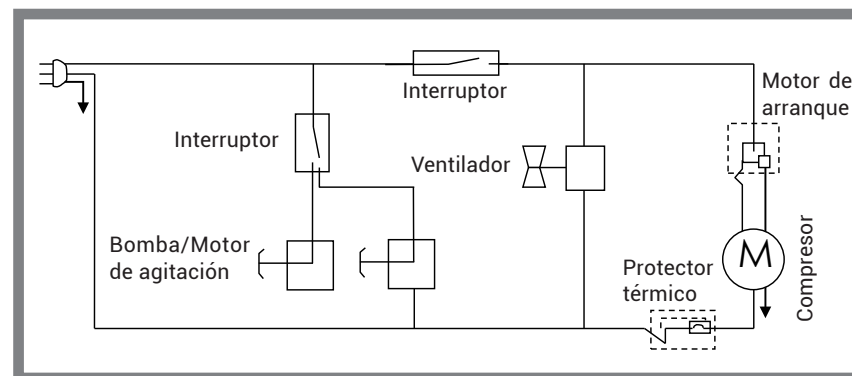 Interruptor
Motor de
arranque
Interruptor
Ventilador
Bomba/Motor
de agitación
Protector
térmico
M
Compresor